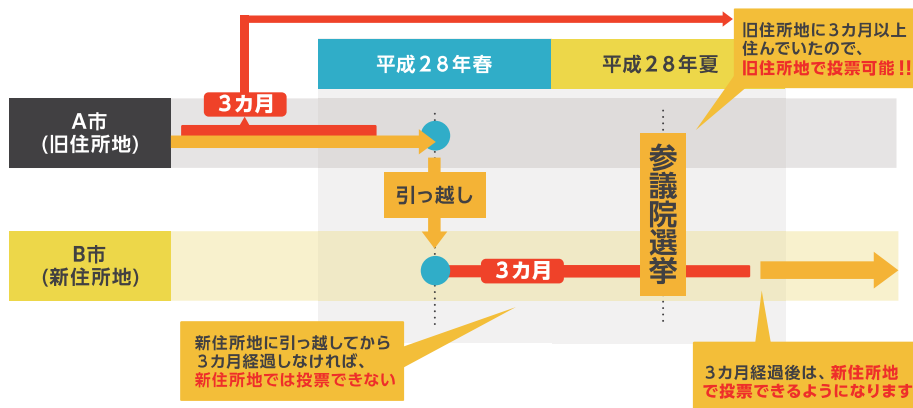 旧住所地に3カ月以上
住んでいたので、
旧住所地で投票可能!!
平成28年春
平成28年夏
3カ月
A市
(旧住所地)
引っ越し
参議院選挙
B市
(新住所地)
3カ月
新住所地に引っ越してから
3カ月経過しなければ、
新住所地では投票できない
3カ月経過後は、新住所地
で投票できるようになります